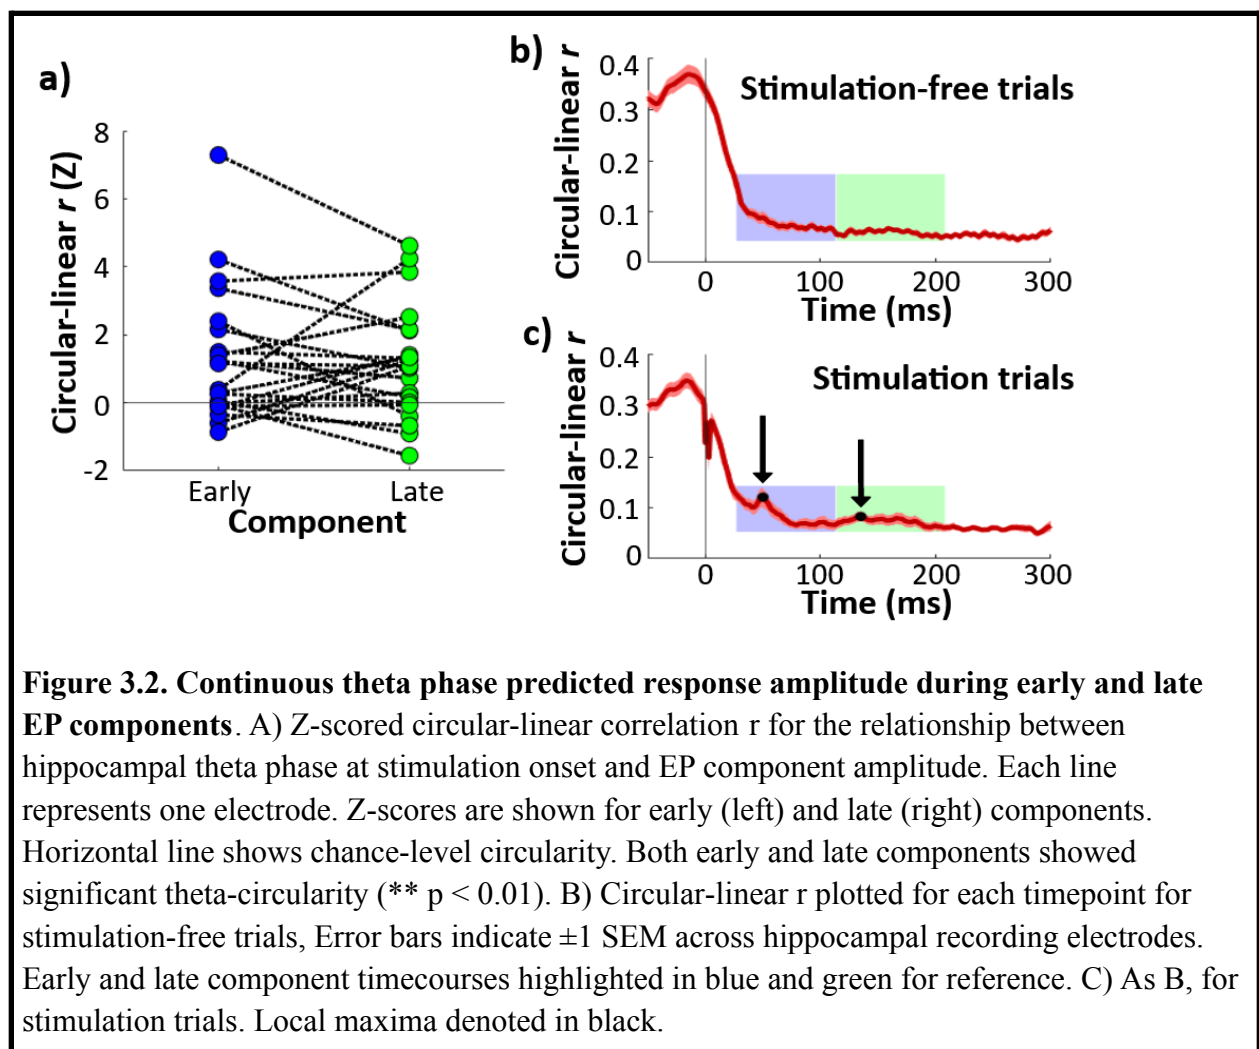 a)
Circular-linear r (Z)
8
6
4
2
0
-2
Early
Late
Component
b)
Circular-linear r
0.4
0.3
0.2
0.1
0
Stimulation-free trials
0
100
200
300
Time (ms)
c)
Circular-linear r
0.4
0.3
0.2
0.1
0
Stimulation trials
0
100
200
300
Time (ms)
Figure 3.2. Continuous theta phase predicted response amplitude during early and late
EP components. A) Z-scored circular-linear correlation r for the relationship between
hippocampal theta phase at stimulation onset and EP component amplitude. Each line
represents one electrode. Z-scores are shown for early (left) and late (right) components.
Horizontal line shows chance-level circularity. Both early and late components showed
significant theta-circularity (** p < 0.01). B) Circular-linear r plotted for each timepoint for
stimulation-free trials, Error bars indicate ±1 SEM across hippocampal recording electrodes.
Early and late component timecourses highlighted in blue and green for reference. C) As B, for
stimulation trials. Local maxima denoted in black.